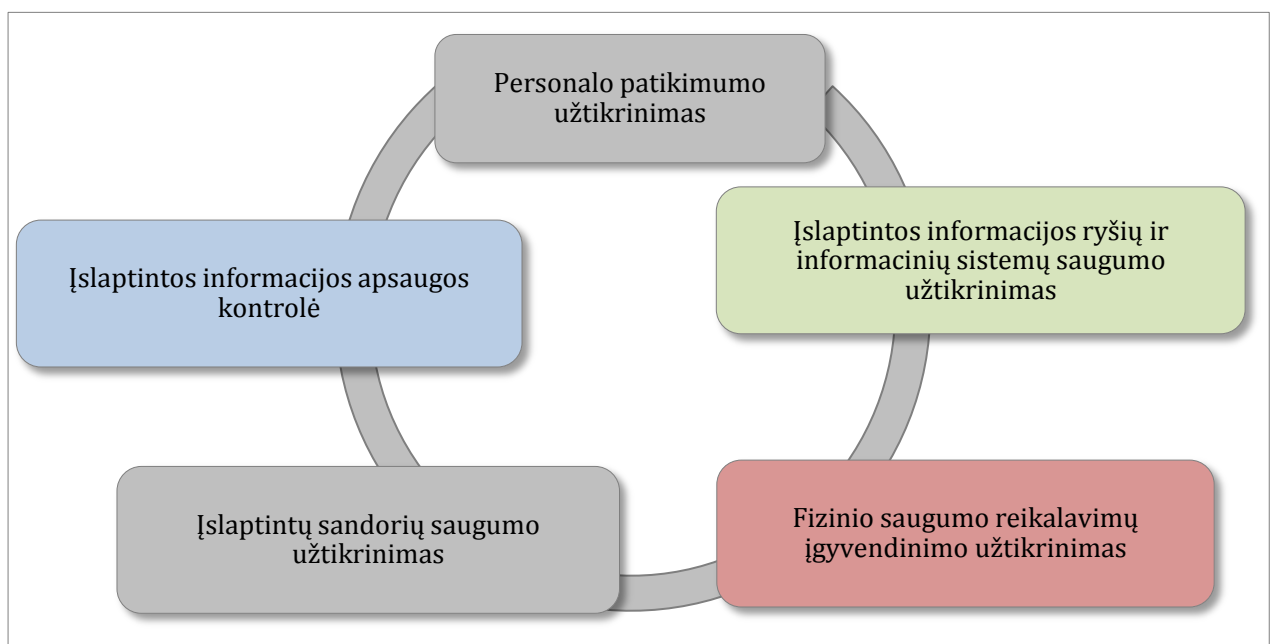 Personalo patikimumo
užtikrinimas
Įslaptintos informacijos ryšių ir
informacinių sistemų saugumo
užtikrinimas
Fizinio saugumo reikalavimų
įgyvendinimo užtikrinimas
Įslaptintų sandorių saugumo
užtikrinimas
Įslaptintos informacijos apsaugos
kontrolė